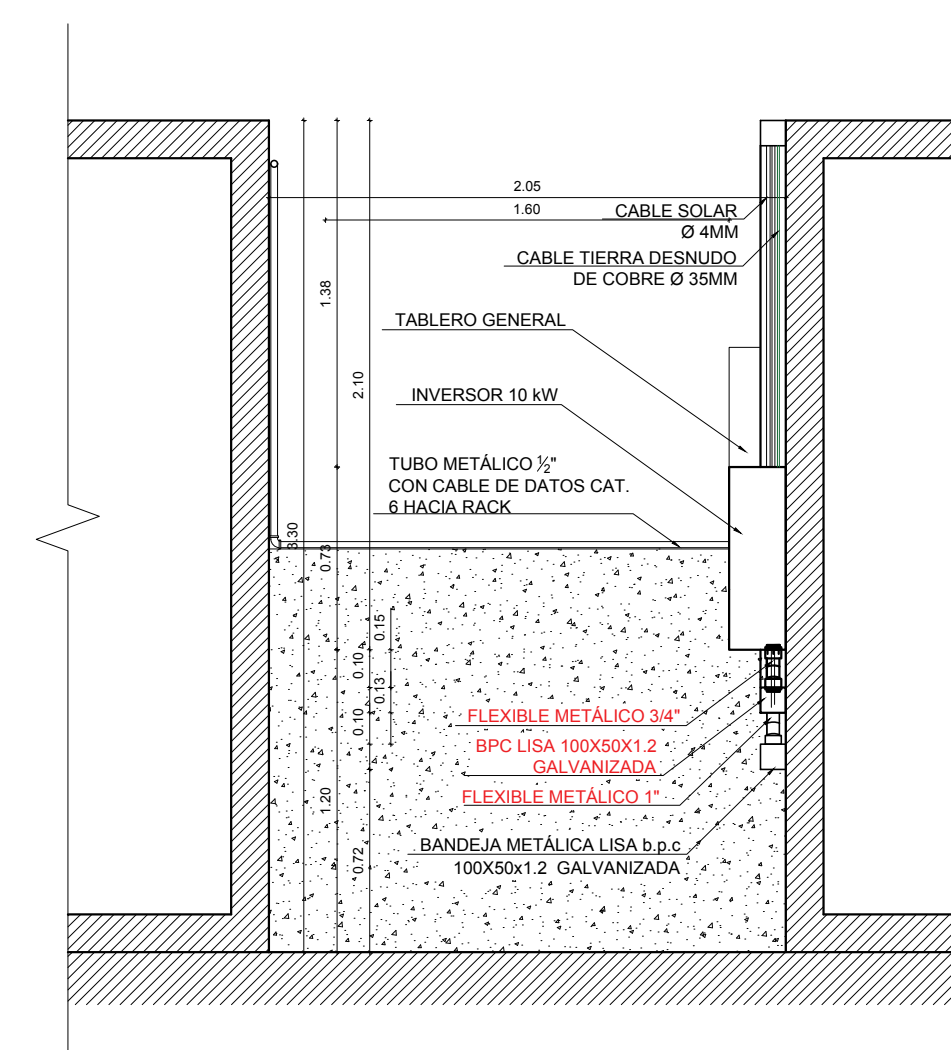 2.05
1.60
CABLE SOLAR
Ø 4MM
CABLE TIERRA DESNUDO
DE COBRE Ø 35MM
1.38
TABLERO GENERAL
2.10
INVERSOR 10 kW
TUBO METÁLICO ½"
CON CABLE DE DATOS CAT.
6 HACIA RACK
3.30
0.73
0.15
0.10
0.13
0.10
FLEXIBLE METÁLICO 3/4"
BPC LISA 100X50X1.2
GALVANIZADA
FLEXIBLE METÁLICO 1"
1.20
BANDEJA METÁLICA LISA b.p.c
0.72
100X50x1.2 GALVANIZADA